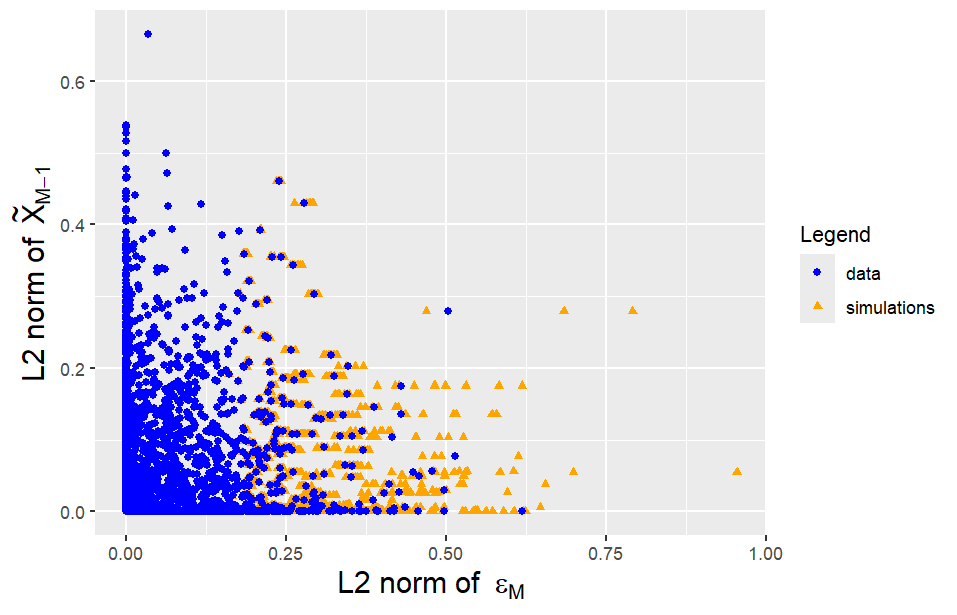 L2 norm of X̃M−1
0.6
0.4
0.2
0.0
0.00 0.25 0.50 0.75 1.00
L2 norm of εM
Legend
data
simulations